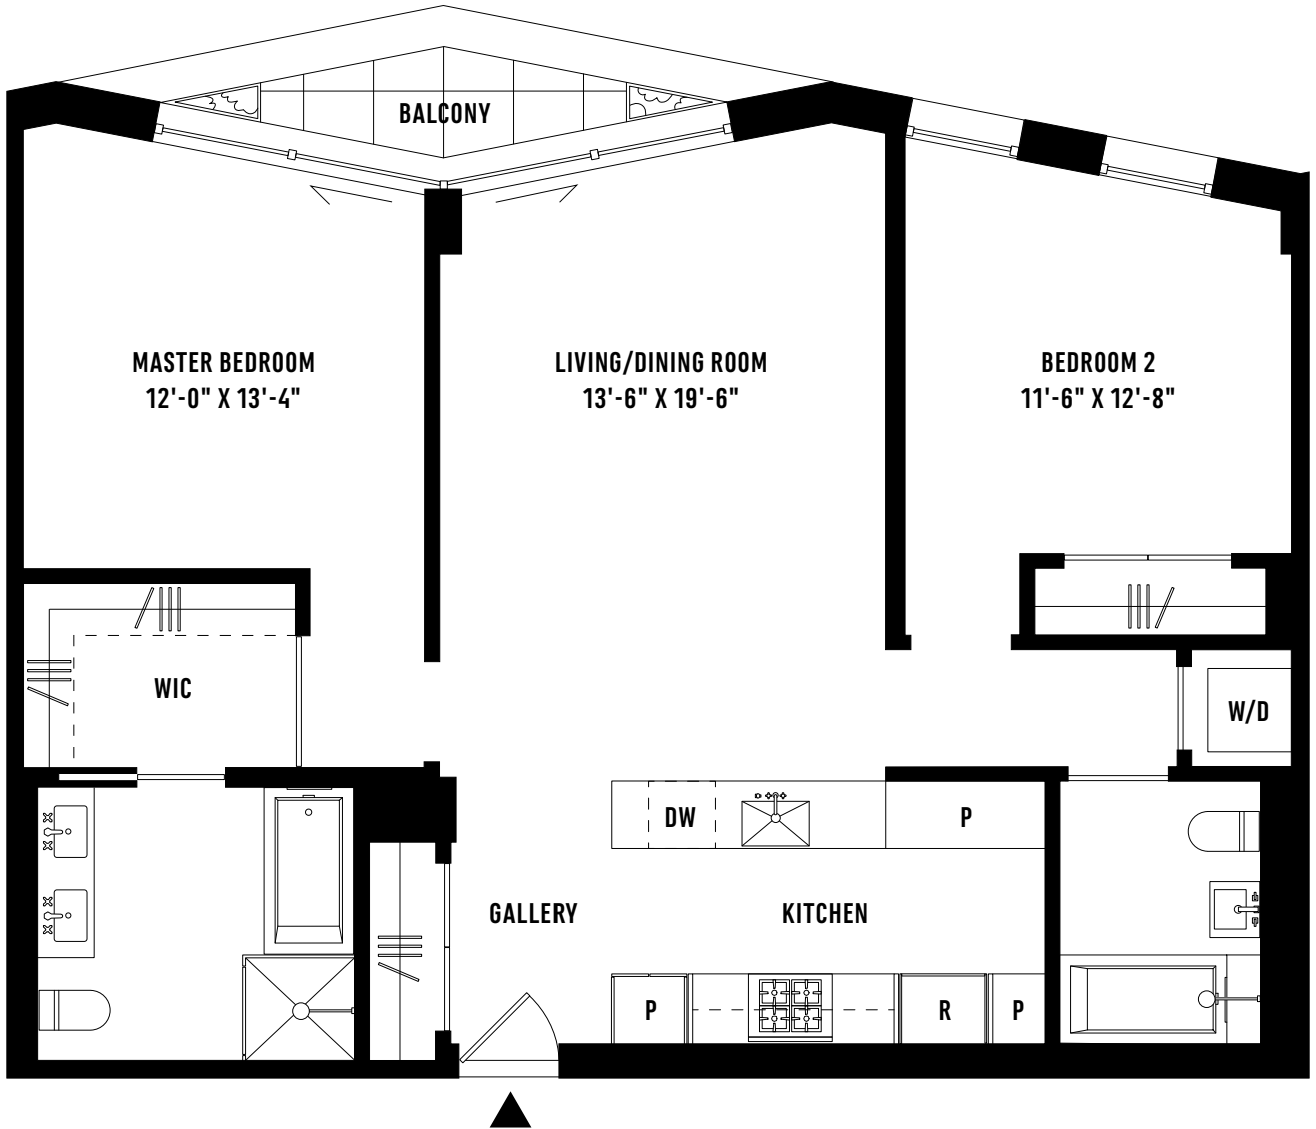 BALCONY
MASTER BEDROOM
12'-0" X 13'-4"
LIVING/DINING ROOM
13'-6" X 19'-6"
BEDROOM 2
11'-6" X 12'-8"
WIC
W/D
DW
P
GALLERY
KITCHEN
P
R
P